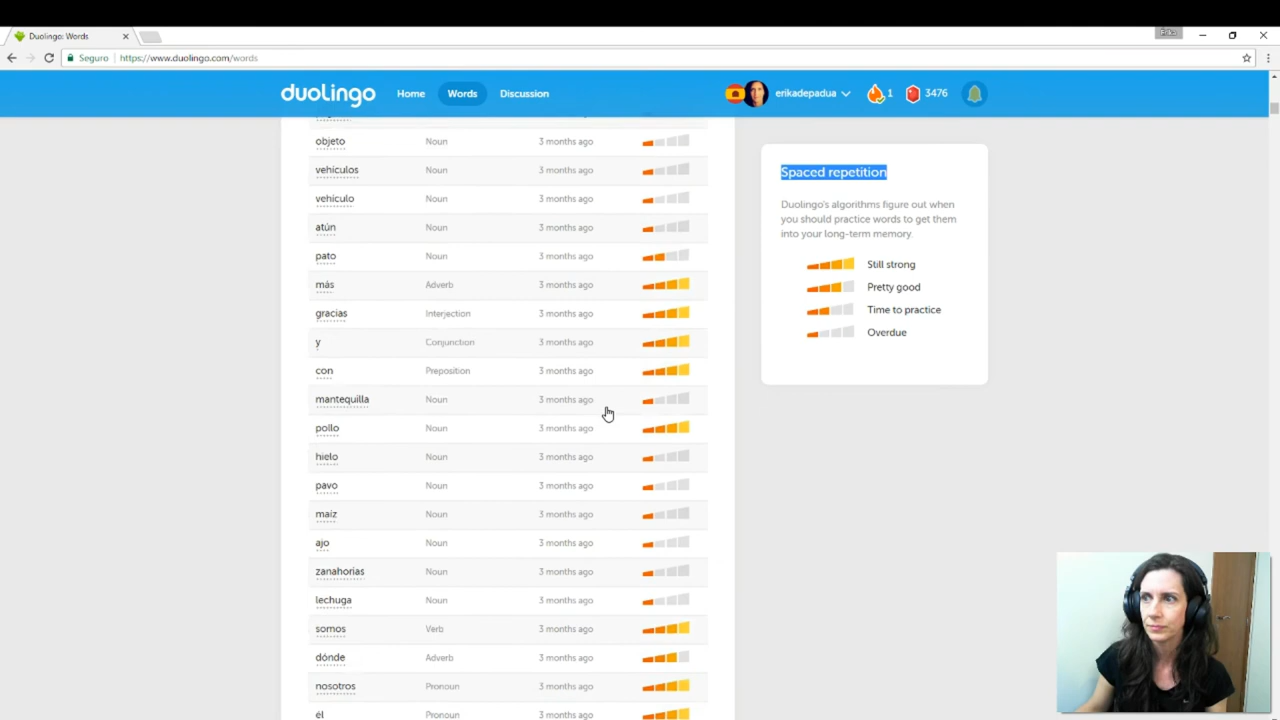 Duolingo: Words
Erika
Seguro https://www.duolingo.com/words
duolingo Home Words Discussion erikadepadua 1 3476
objeto Noun 3 months ago
vehículos Noun 3 months ago
vehículo Noun 3 months ago
atún Noun 3 months ago
pato Noun 3 months ago
más Adverb 3 months ago
gracias Interjection 3 months ago
y Conjunction 3 months ago
con Preposition 3 months ago
mantequilla Noun 3 months ago
pollo Noun 3 months ago
hielo Noun 3 months ago
pavo Noun 3 months ago
maíz Noun 3 months ago
ajo Noun 3 months ago
zanahorias Noun 3 months ago
lechuga Noun 3 months ago
somos Verb 3 months ago
dónde Adverb 3 months ago
nosotros Pronoun 3 months ago
él Pronoun 3 months ago
Spaced repetition
Duolingo's algorithms figure out when
you should practice words to get them
into your long-term memory.
Still strong
Pretty good
Time to practice
Overdue